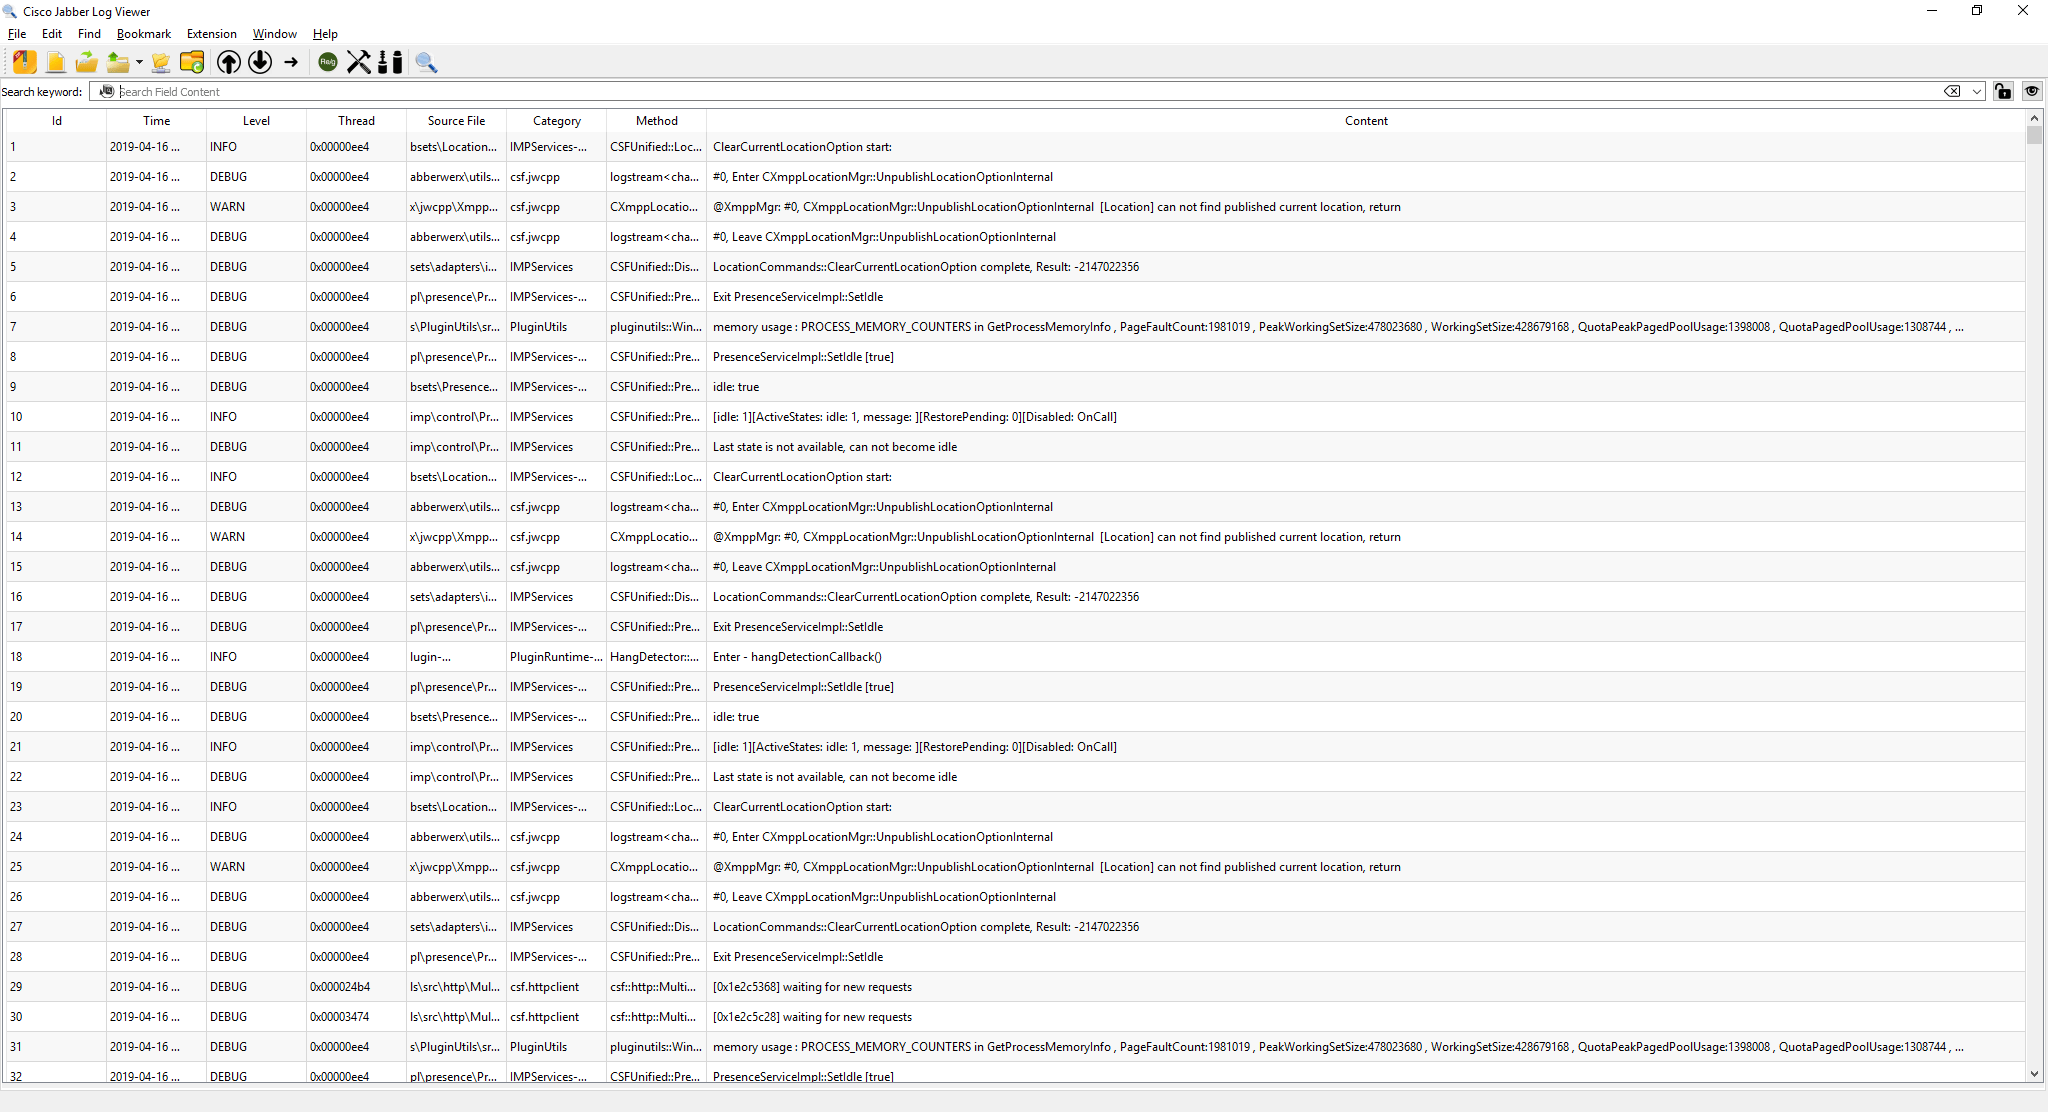 Cisco Jabber Log Viewer
File Edit Find Bookmark Extension Window Help
Re/g
Search keyword: Search Field Content
Id Time Level Thread Source File Category Method Content
1 2019-04-16 ... INFO 0x00000ee4 bsets\Location... IMPServices-... CSFUnified::Loc... ClearCurrentLocationOption start:
2 2019-04-16 ... DEBUG 0x00000ee4 abberwerx\utils... csf.jwcpp logstream<cha... #0, Enter CXmppLocationMgr::UnpublishLocationOptionInternal
3 2019-04-16 ... WARN 0x00000ee4 x\jwcpp\Xmpp... csf.jwcpp CXmppLocatio... @XmppMgr: #0, CXmppLocationMgr::UnpublishLocationOptionInternal [Location] can not find published current location, return
4 2019-04-16 ... DEBUG 0x00000ee4 abberwerx\utils... csf.jwcpp logstream<cha... #0, Leave CXmppLocationMgr::UnpublishLocationOptionInternal
5 2019-04-16 ... DEBUG 0x00000ee4 sets\adapters\i... IMPServices CSFUnified::Dis... LocationCommands::ClearCurrentLocationOption complete, Result: -2147022356
6 2019-04-16 ... DEBUG 0x00000ee4 pl\presence\Pr... IMPServices-... CSFUnified::Pre... Exit PresenceServiceImpl::SetIdle
7 2019-04-16 ... DEBUG 0x00000ee4 s\PluginUtils\sr... PluginUtils pluginutils::Win... memory usage : PROCESS_MEMORY_COUNTERS in GetProcessMemoryInfo , PageFaultCount:1981019 , PeakWorkingSetSize:478023680 , WorkingSetSize:428679168 , QuotaPeakPagedPoolUsage:1398008 , QuotaPagedPoolUsage:1308744 , ...
8 2019-04-16 ... DEBUG 0x00000ee4 pl\presence\Pr... IMPServices-... CSFUnified::Pre... PresenceServiceImpl::SetIdle [true]
9 2019-04-16 ... DEBUG 0x00000ee4 bsets\Presence... IMPServices-... CSFUnified::Pre... idle: true
10 2019-04-16 ... INFO 0x00000ee4 imp\control\Pr... IMPServices CSFUnified::Pre... [idle: 1][ActiveStates: idle: 1, message: ][RestorePending: 0][Disabled: OnCall]
11 2019-04-16 ... DEBUG 0x00000ee4 imp\control\Pr... IMPServices CSFUnified::Pre... Last state is not available, can not become idle
12 2019-04-16 ... INFO 0x00000ee4 bsets\Location... IMPServices-... CSFUnified::Loc... ClearCurrentLocationOption start:
13 2019-04-16 ... DEBUG 0x00000ee4 abberwerx\utils... csf.jwcpp logstream<cha... #0, Enter CXmppLocationMgr::UnpublishLocationOptionInternal
14 2019-04-16 ... WARN 0x00000ee4 x\jwcpp\Xmpp... csf.jwcpp CXmppLocatio... @XmppMgr: #0, CXmppLocationMgr::UnpublishLocationOptionInternal [Location] can not find published current location, return
15 2019-04-16 ... DEBUG 0x00000ee4 abberwerx\utils... csf.jwcpp logstream<cha... #0, Leave CXmppLocationMgr::UnpublishLocationOptionInternal
16 2019-04-16 ... DEBUG 0x00000ee4 sets\adapters\i... IMPServices CSFUnified::Dis... LocationCommands::ClearCurrentLocationOption complete, Result: -2147022356
17 2019-04-16 ... DEBUG 0x00000ee4 pl\presence\Pr... IMPServices-... CSFUnified::Pre... Exit PresenceServiceImpl::SetIdle
18 2019-04-16 ... INFO 0x00000ee4 lugin-... PluginRuntime-... HangDetector::... Enter - hangDetectionCallback()
19 2019-04-16 ... DEBUG 0x00000ee4 pl\presence\Pr... IMPServices-... CSFUnified::Pre... PresenceServiceImpl::SetIdle [true]
20 2019-04-16 ... DEBUG 0x00000ee4 bsets\Presence... IMPServices-... CSFUnified::Pre... idle: true
21 2019-04-16 ... INFO 0x00000ee4 imp\control\Pr... IMPServices CSFUnified::Pre... [idle: 1][ActiveStates: idle: 1, message: ][RestorePending: 0][Disabled: OnCall]
22 2019-04-16 ... DEBUG 0x00000ee4 imp\control\Pr... IMPServices CSFUnified::Pre... Last state is not available, can not become idle
23 2019-04-16 ... INFO 0x00000ee4 bsets\Location... IMPServices-... CSFUnified::Loc... ClearCurrentLocationOption start:
24 2019-04-16 ... DEBUG 0x00000ee4 abberwerx\utils... csf.jwcpp logstream<cha... #0, Enter CXmppLocationMgr::UnpublishLocationOptionInternal
25 2019-04-16 ... WARN 0x00000ee4 x\jwcpp\Xmpp... csf.jwcpp CXmppLocatio... @XmppMgr: #0, CXmppLocationMgr::UnpublishLocationOptionInternal [Location] can not find published current location, return
26 2019-04-16 ... DEBUG 0x00000ee4 abberwerx\utils... csf.jwcpp logstream<cha... #0, Leave CXmppLocationMgr::UnpublishLocationOptionInternal
27 2019-04-16 ... DEBUG 0x00000ee4 sets\adapters\i... IMPServices CSFUnified::Dis... LocationCommands::ClearCurrentLocationOption complete, Result: -2147022356
28 2019-04-16 ... DEBUG 0x00000ee4 pl\presence\Pr... IMPServices-... CSFUnified::Pre... Exit PresenceServiceImpl::SetIdle
29 2019-04-16 ... DEBUG 0x000024b4 ls\src\http\Mul... csf.httpclient csf::http::Multi... [0x1e2c5368] waiting for new requests
30 2019-04-16 ... DEBUG 0x00003474 ls\src\http\Mul... csf.httpclient csf::http::Multi... [0x1e2c5c28] waiting for new requests
31 2019-04-16 ... DEBUG 0x00000ee4 s\PluginUtils\sr... PluginUtils pluginutils::Win... memory usage : PROCESS_MEMORY_COUNTERS in GetProcessMemoryInfo , PageFaultCount:1981019 , PeakWorkingSetSize:478023680 , WorkingSetSize:428679168 , QuotaPeakPagedPoolUsage:1398008 , QuotaPagedPoolUsage:1308744 , ...
32 2019-04-16 ... DEBUG 0x00000ee4 pl\presence\Pr... IMPServices-... CSFUnified::Pre... PresenceServiceImpl::SetIdle [true]